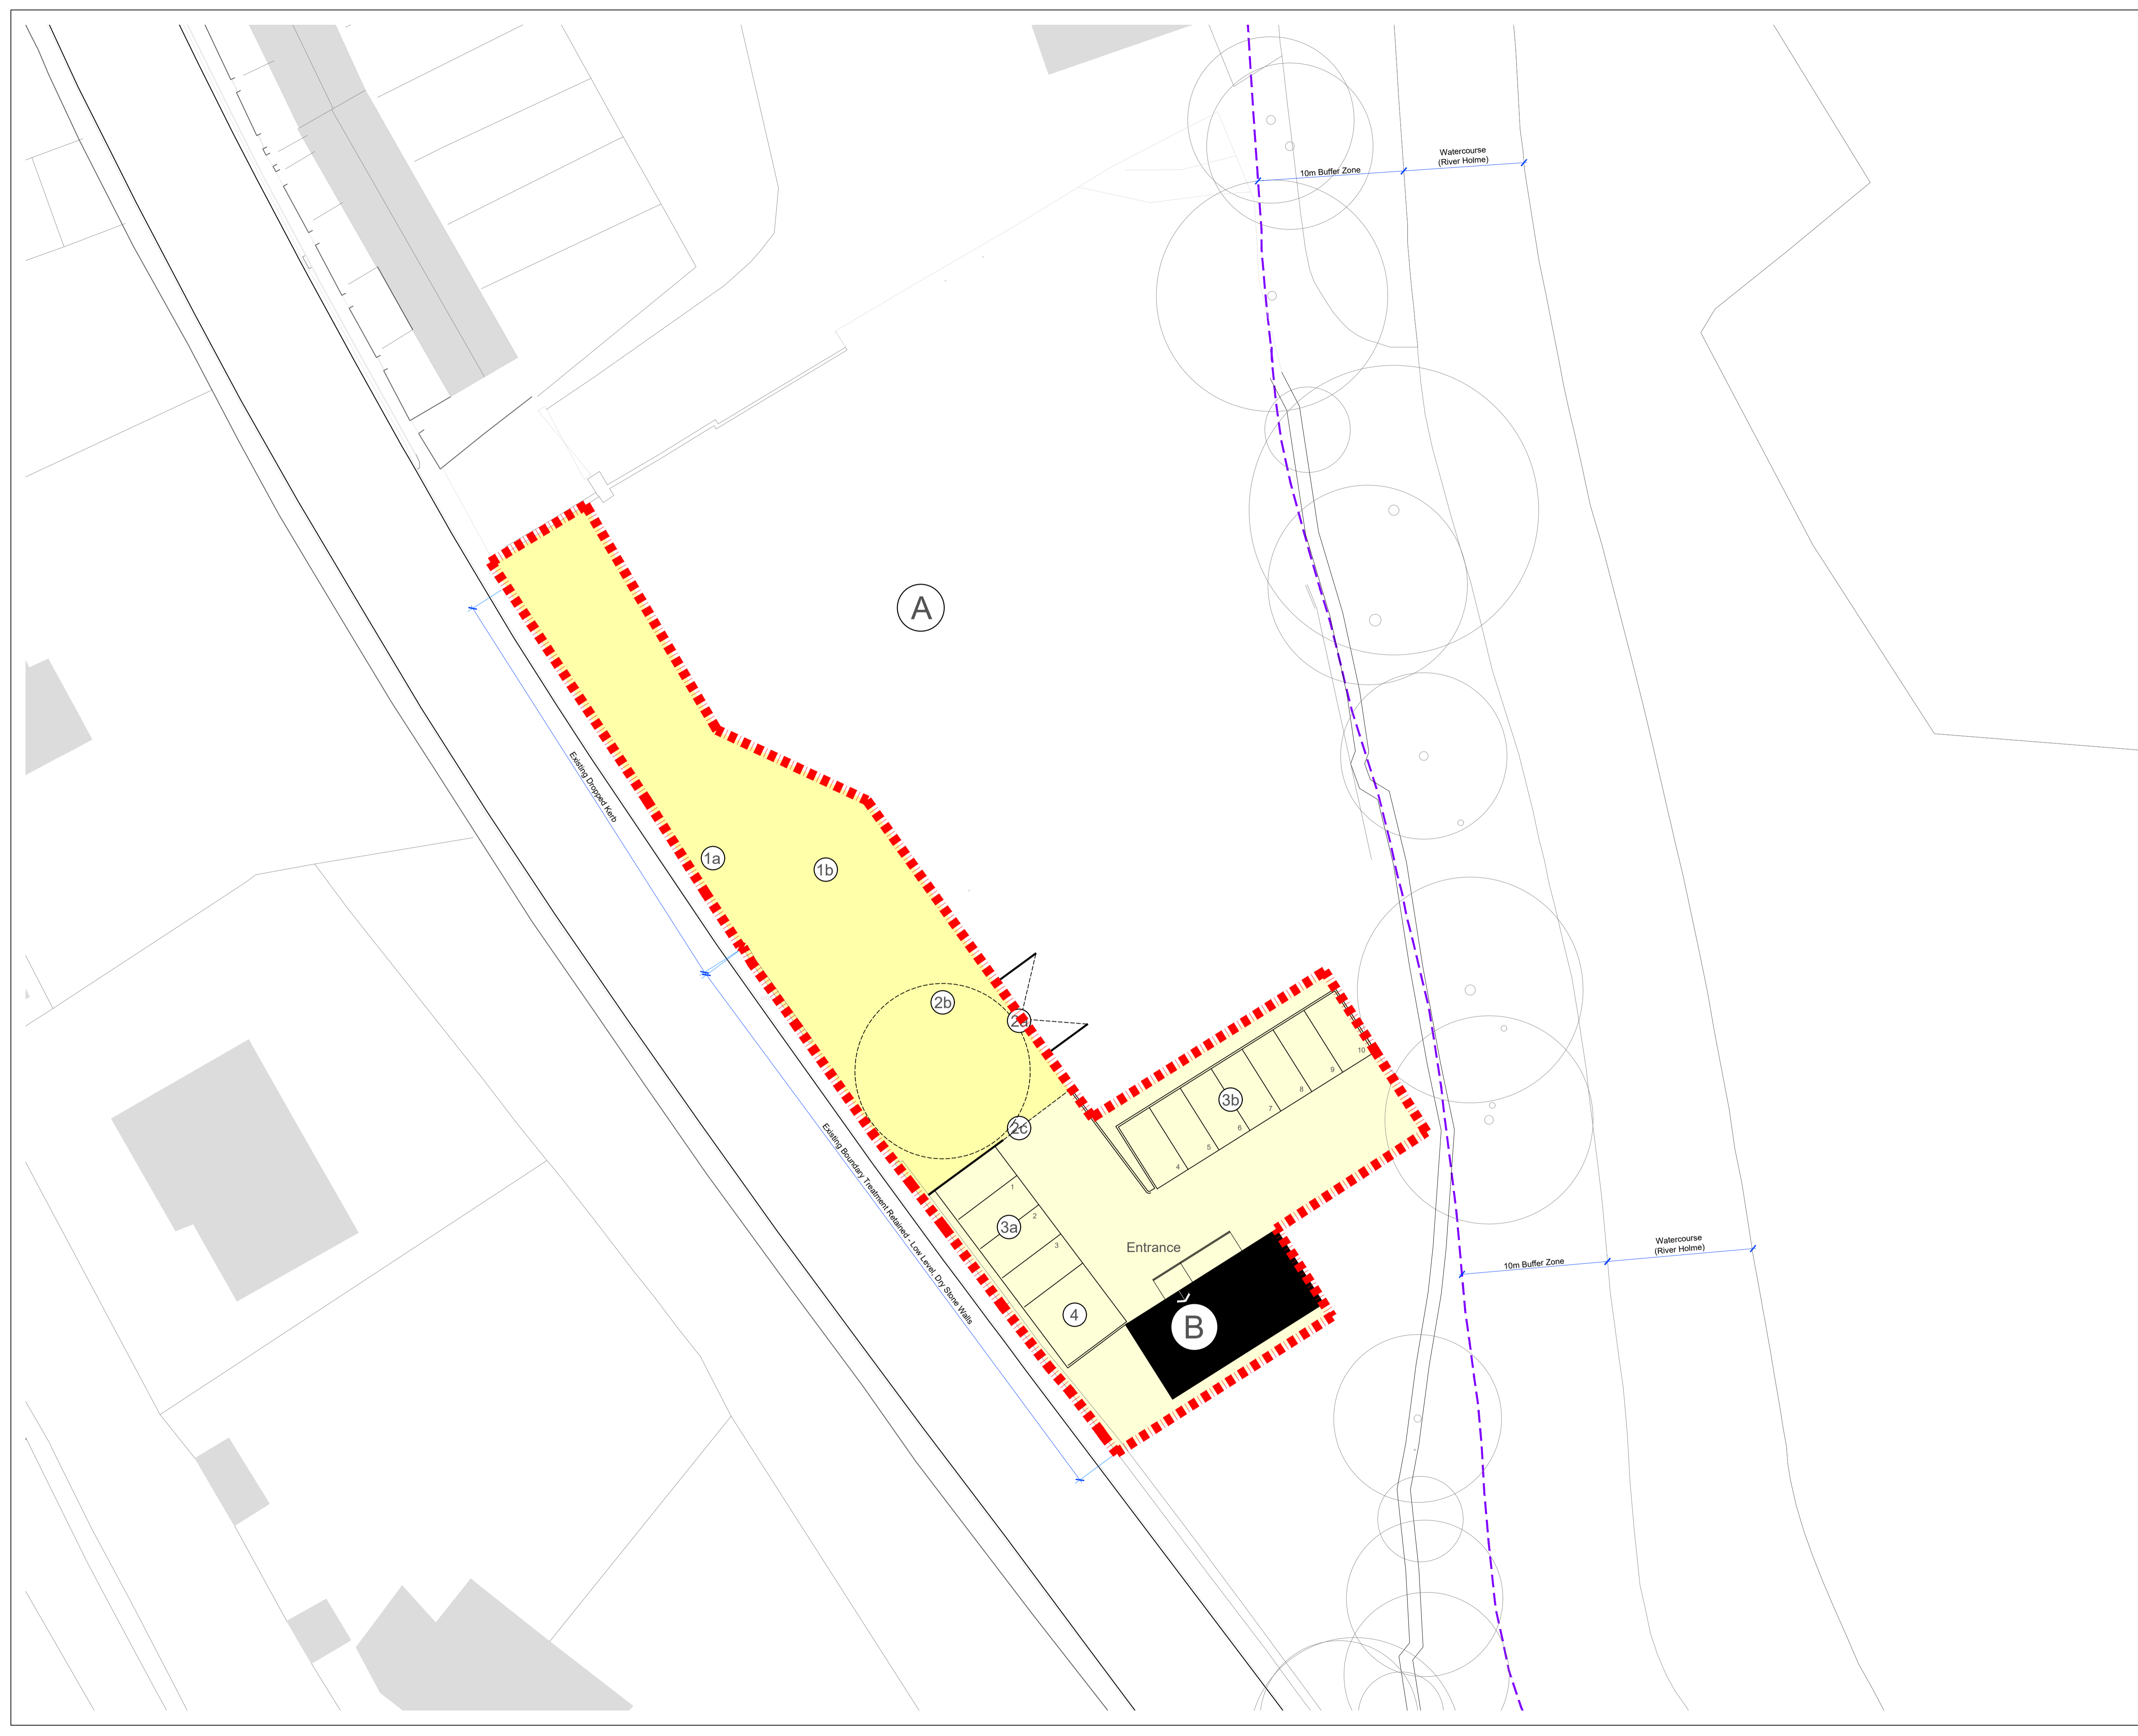 Watercourse
(River Holme)
10m Buffer Zone
A
Existing Dropped Kerb
1a
1b
2b
2a
2c
3b
10
9
8
7
6
5
4
1
2
3
3a
4
Entrance
B
Existing Boundary Treatment Retained - Low Level, Dry Stone Walls
Watercourse
(River Holme)
10m Buffer Zone